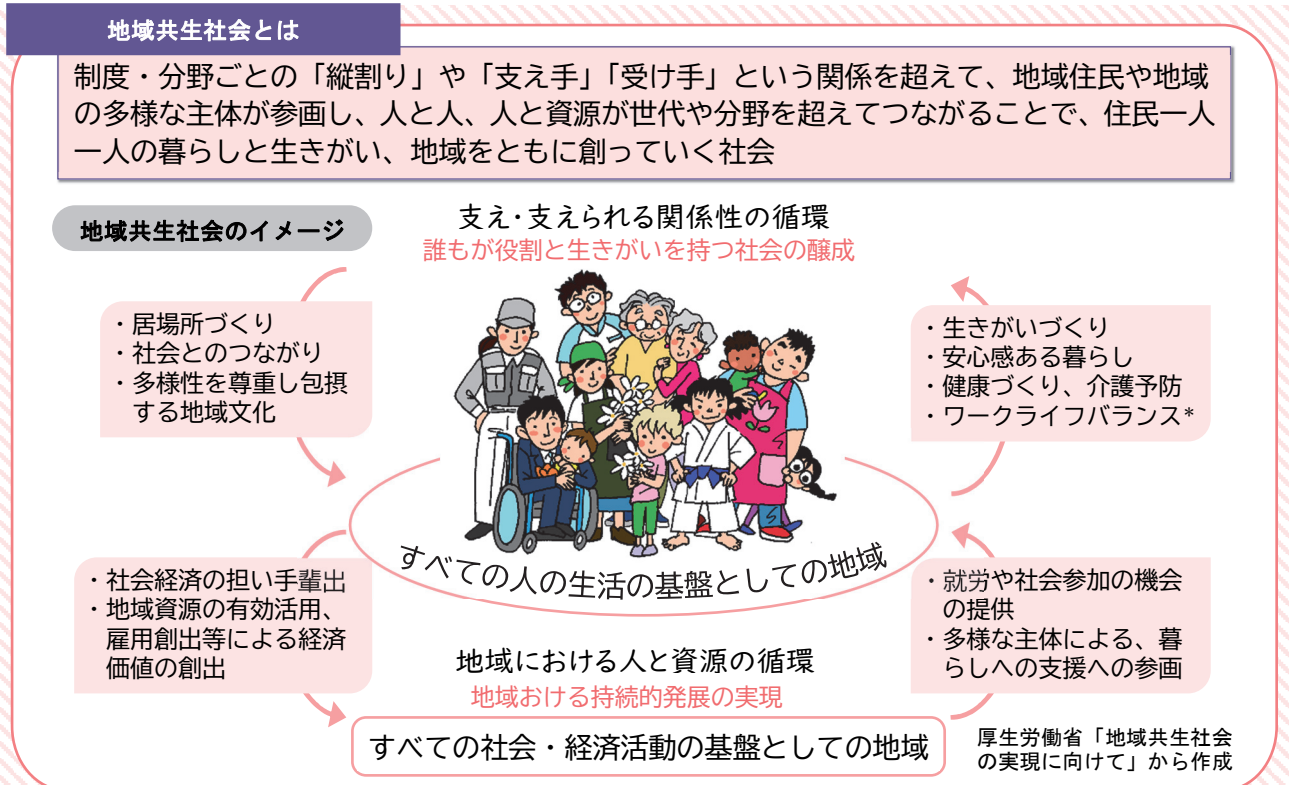 地域共生社会とは
制度・分野ごとの「縦割り」や「支え手」「受け手」という関係を超えて、地域住民や地域
の多様な主体が参画し、人と人、人と資源が世代や分野を超えてつながることで、住民一人
一人の暮らしと生きがい、地域をともに創っていく社会
地域共生社会のイメージ
支え・支えられる関係性の循環
誰もが役割と生きがいを持つ社会の醸成
・居場所づくり
・社会とのつながり
・多様性を尊重し包摂
する地域文化
・生きがいづくり
・安心感ある暮らし
・健康づくり、介護予防
・ワークライフバランス*
すべての人の生活の基盤としての地域
・社会経済の担い手輩出
・地域資源の有効活用、
雇用創出等による経済
価値の創出
・就労や社会参加の機会
の提供
・多様な主体による、暮
らしへの支援への参画
地域における人と資源の循環
地域おける持続的発展の実現
すべての社会・経済活動の基盤としての地域
厚生労働省「地域共生社会
の実現に向けて」から作成